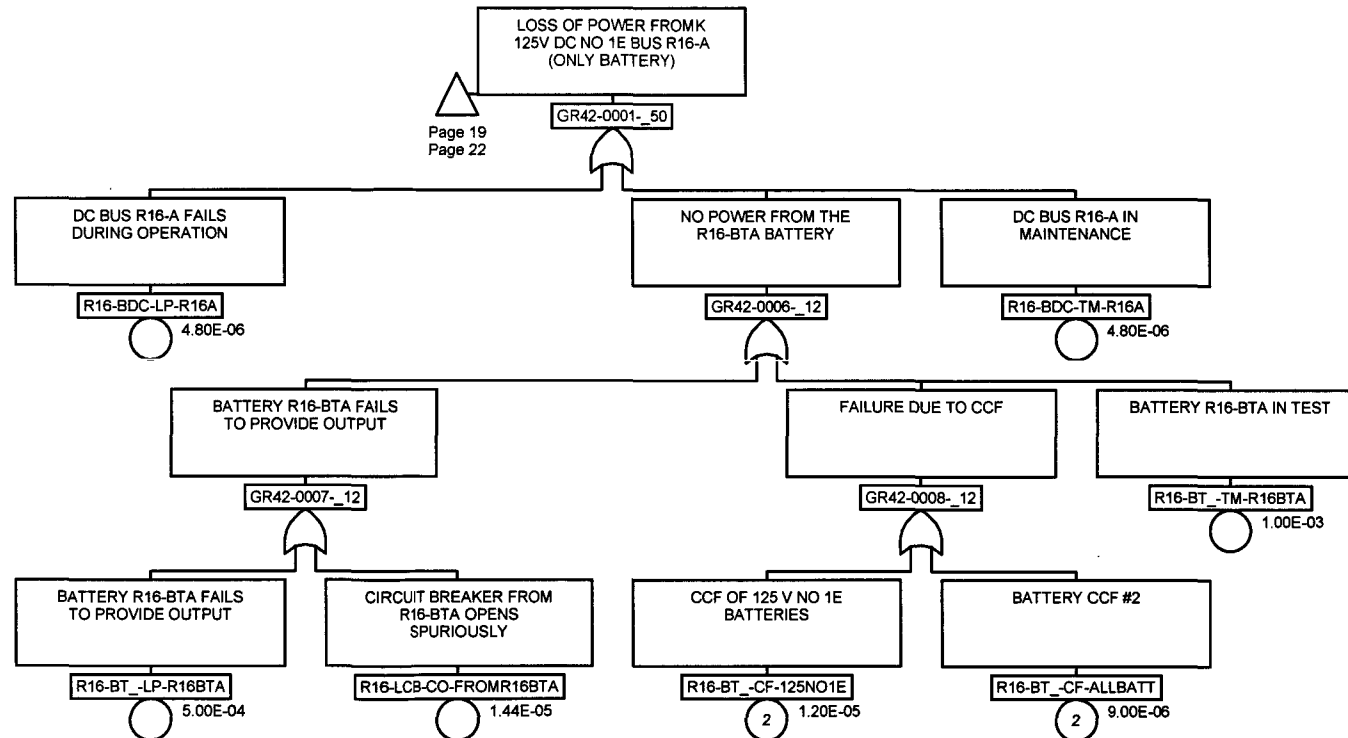 LOSS OF POWER FROMK
125V DC NO 1E BUS R16-A
(ONLY BATTERY)
GR42-0001-_50
Page 19
Page 22
DC BUS R16-A FAILS
DURING OPERATION
R16-BDC-LP-R16A
4.80E-06
NO POWER FROM THE
R16-BTA BATTERY
GR42-0006-_12
DC BUS R16-A IN
MAINTENANCE
R16-BDC-TM-R16A
4.80E-06
BATTERY R16-BTA FAILS
TO PROVIDE OUTPUT
GR42-0007-_12
FAILURE DUE TO CCF
GR42-0008-_12
BATTERY R16-BTA IN TEST
R16-BT_-TM-R16BTA
1.00E-03
BATTERY R16-BTA FAILS
TO PROVIDE OUTPUT
R16-BT_-LP-R16BTA
5.00E-04
CIRCUIT BREAKER FROM
R16-BTA OPENS
SPURIOUSLY
R16-LCB-CO-FROMR16BTA
1.44E-05
CCF OF 125 V NO 1E
BATTERIES
R16-BT_-CF-125NO1E
2
1.20E-05
BATTERY CCF #2
R16-BT_-CF-ALLBATT
2
9.00E-06